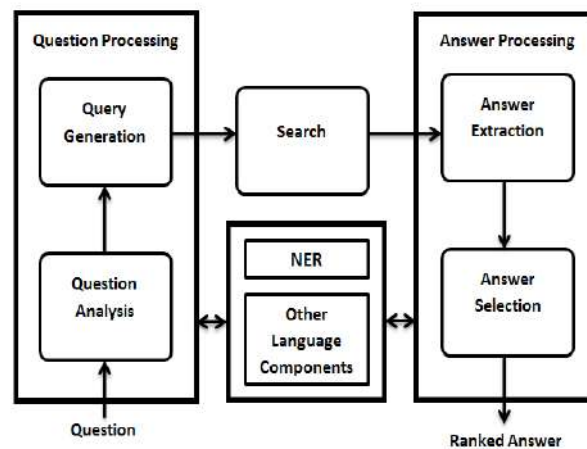 Question Processing
Query
Generation
Question
Analysis
Question
Search
NER
Other
Language
Components
Answer Processing
Answer
Extraction
Answer
Selection
Ranked Answer